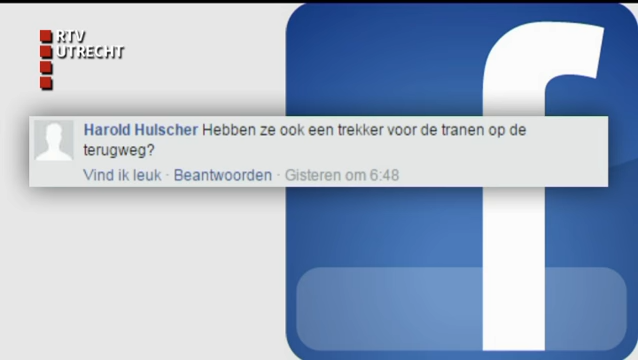 RTV
UTRECHT
Harold Hulscher Hebben ze ook een trekker voor de tranen op de
terugweg?
Vind ik leuk · Beantwoorden · Gisteren om 6:48